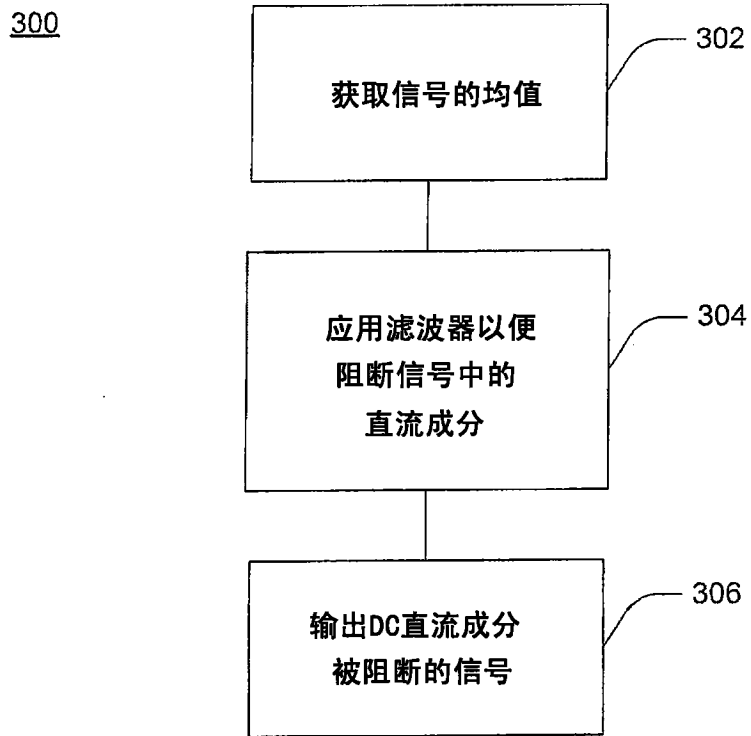 300
302
获取信号的均值
304
应用滤波器以便
阻断信号中的
直流成分
306
输出DC直流成分
被阻断的信号